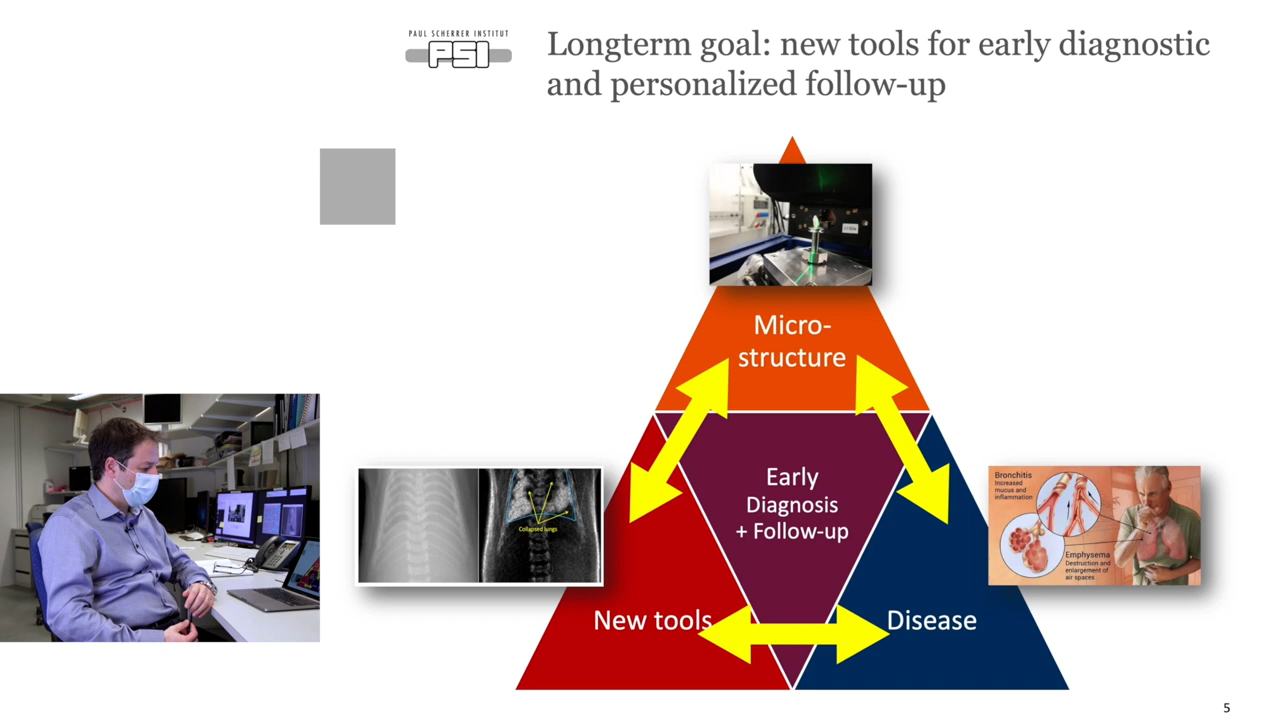 PAUL SCHERRER INSTITUT
PSI
Longterm goal: new tools for early diagnostic
and personalized follow-up
Micro-
structure
Early
Diagnosis
+ Follow-up
Collapsed lungs
Bronchitis
Increased
mucus and
inflammation
Emphysema
Destruction and
enlargement of
air spaces
New tools
Disease
5